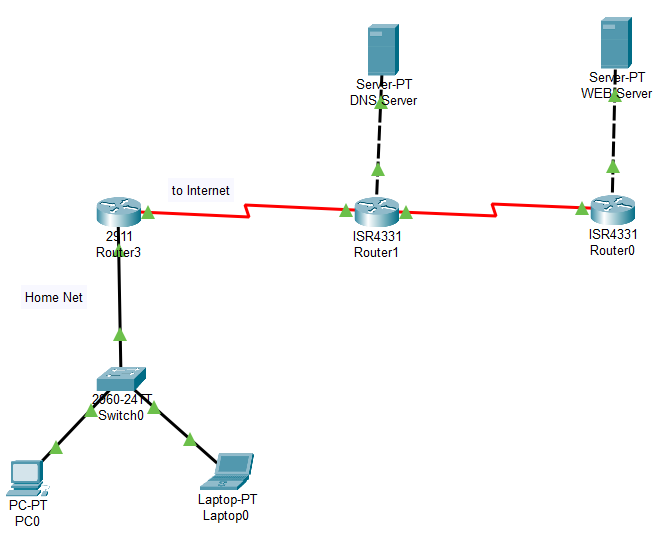 Server-PT
DNS Server
Server-PT
WEB Server
to Internet
2911
Router3
ISR4331
Router1
ISR4331
Router0
Home Net
2960-24TT
Switch0
PC-PT
PC0
Laptop-PT
Laptop0